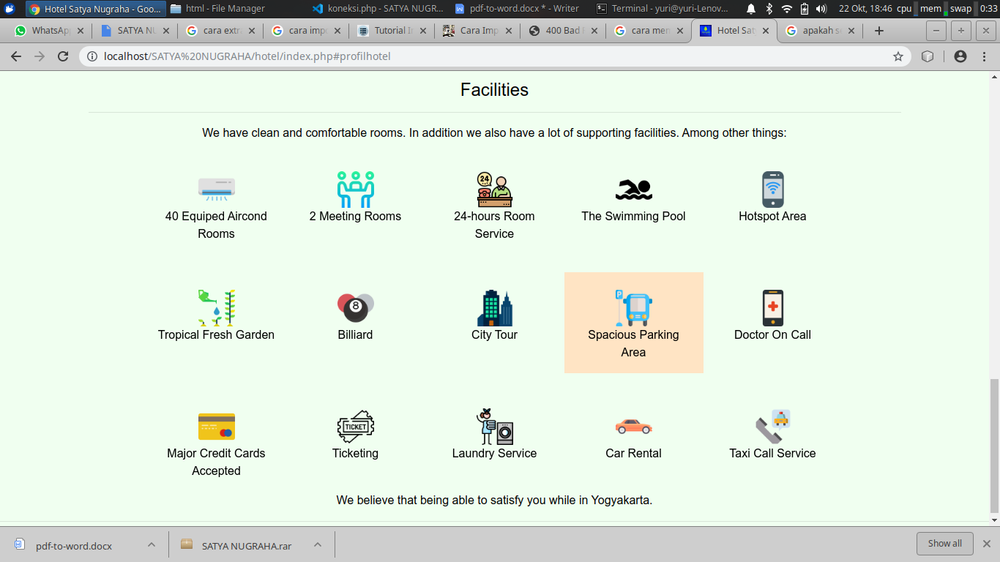 Hotel Satya Nugraha - Goo... html - File Manager koneksi.php - SATYA NUGR... pdf-to-word.docx * - Writer Terminal - yuri@yuri-Lenov... 22 Okt, 18:46 cpu mem swap 0:33
WhatsAp SATYA NU cara extr cara impo Tutorial I Cara Imp 400 Bad cara men Hotel Sat apakah se
localhost/SATYA%20NUGRAHA/hotel/index.php#profilhotel
Facilities
We have clean and comfortable rooms. In addition we also have a lot of supporting facilities. Among other things:
24
40 Equiped Aircond
Rooms
2 Meeting Rooms
24-hours Room
Service
The Swimming Pool
Hotspot Area
8
P
Tropical Fresh Garden
Billiard
City Tour
Spacious Parking
Area
Doctor On Call
TICKET
Major Credit Cards
Accepted
Ticketing
Laundry Service
Car Rental
Taxi Call Service
We believe that being able to satisfy you while in Yogyakarta.
pdf-to-word.docx SATYA NUGRAHA.rar Show all